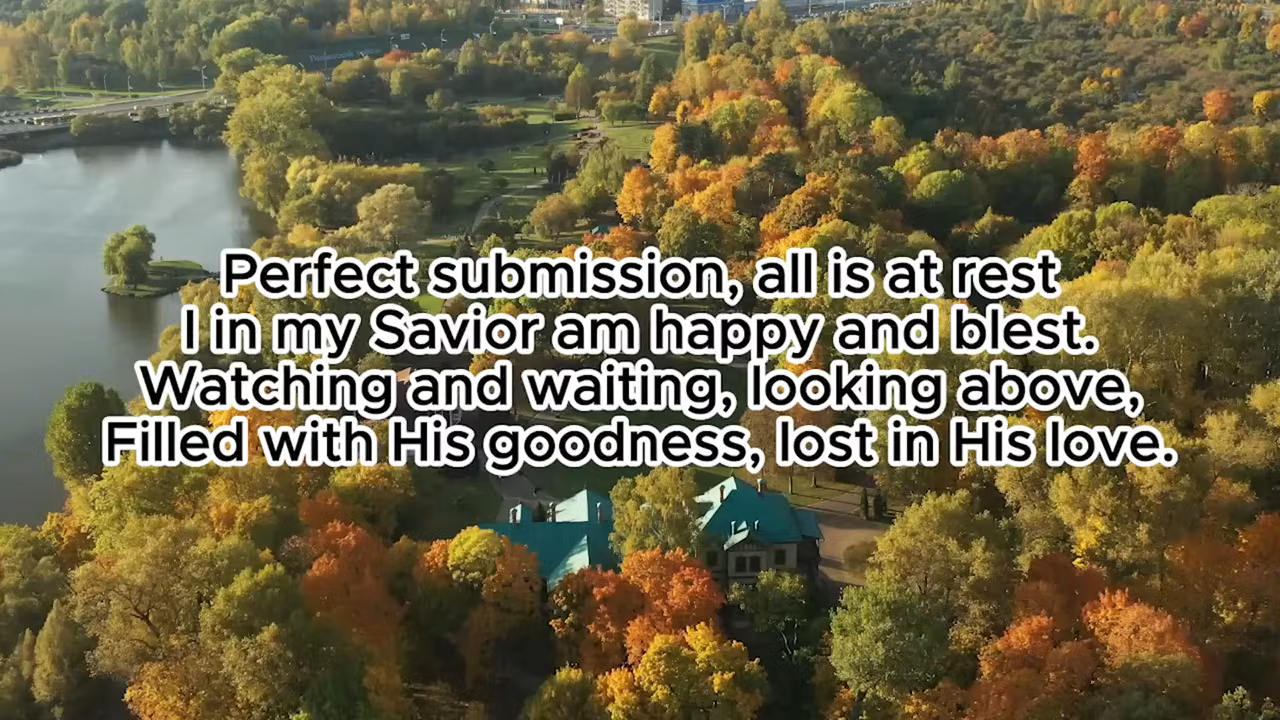 Perfect submission, all is at rest
I in my Savior am happy and blest.
Watching and waiting, looking above,
Filled with His goodness, lost in His love.